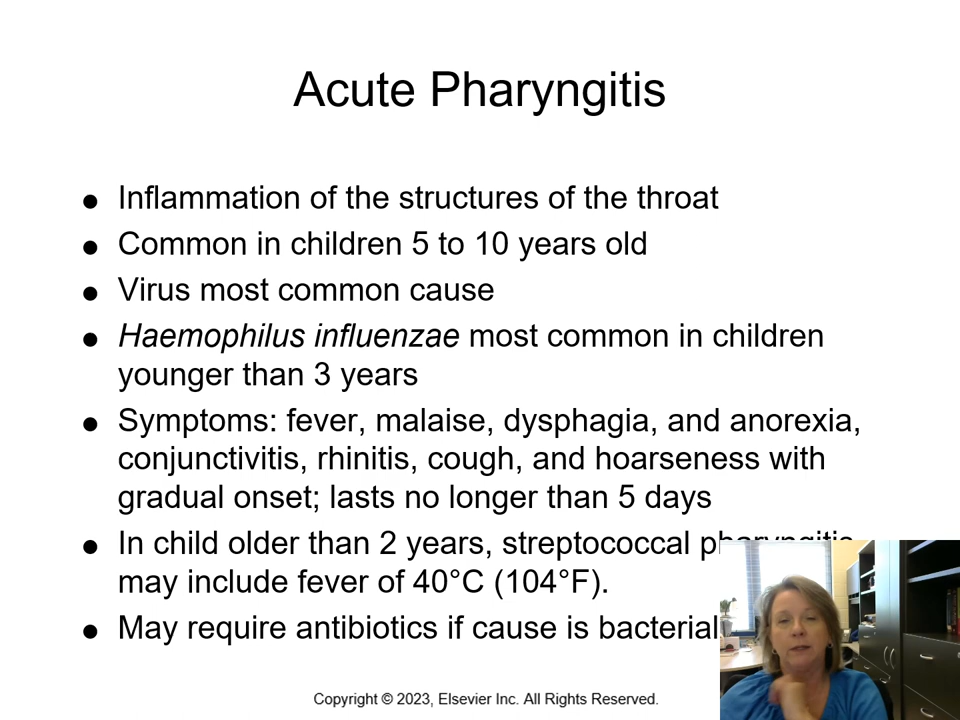 Acute Pharyngitis
● Inflammation of the structures of the throat
● Common in children 5 to 10 years old
● Virus most common cause
● Haemophilus influenzae most common in children
younger than 3 years
● Symptoms: fever, malaise, dysphagia, and anorexia,
conjunctivitis, rhinitis, cough, and hoarseness with
gradual onset; lasts no longer than 5 days
● In child older than 2 years, streptococcal pharyngitis
may include fever of 40°C (104°F).
● May require antibiotics if cause is bacterial
Copyright © 2023, Elsevier Inc. All Rights Reserved.